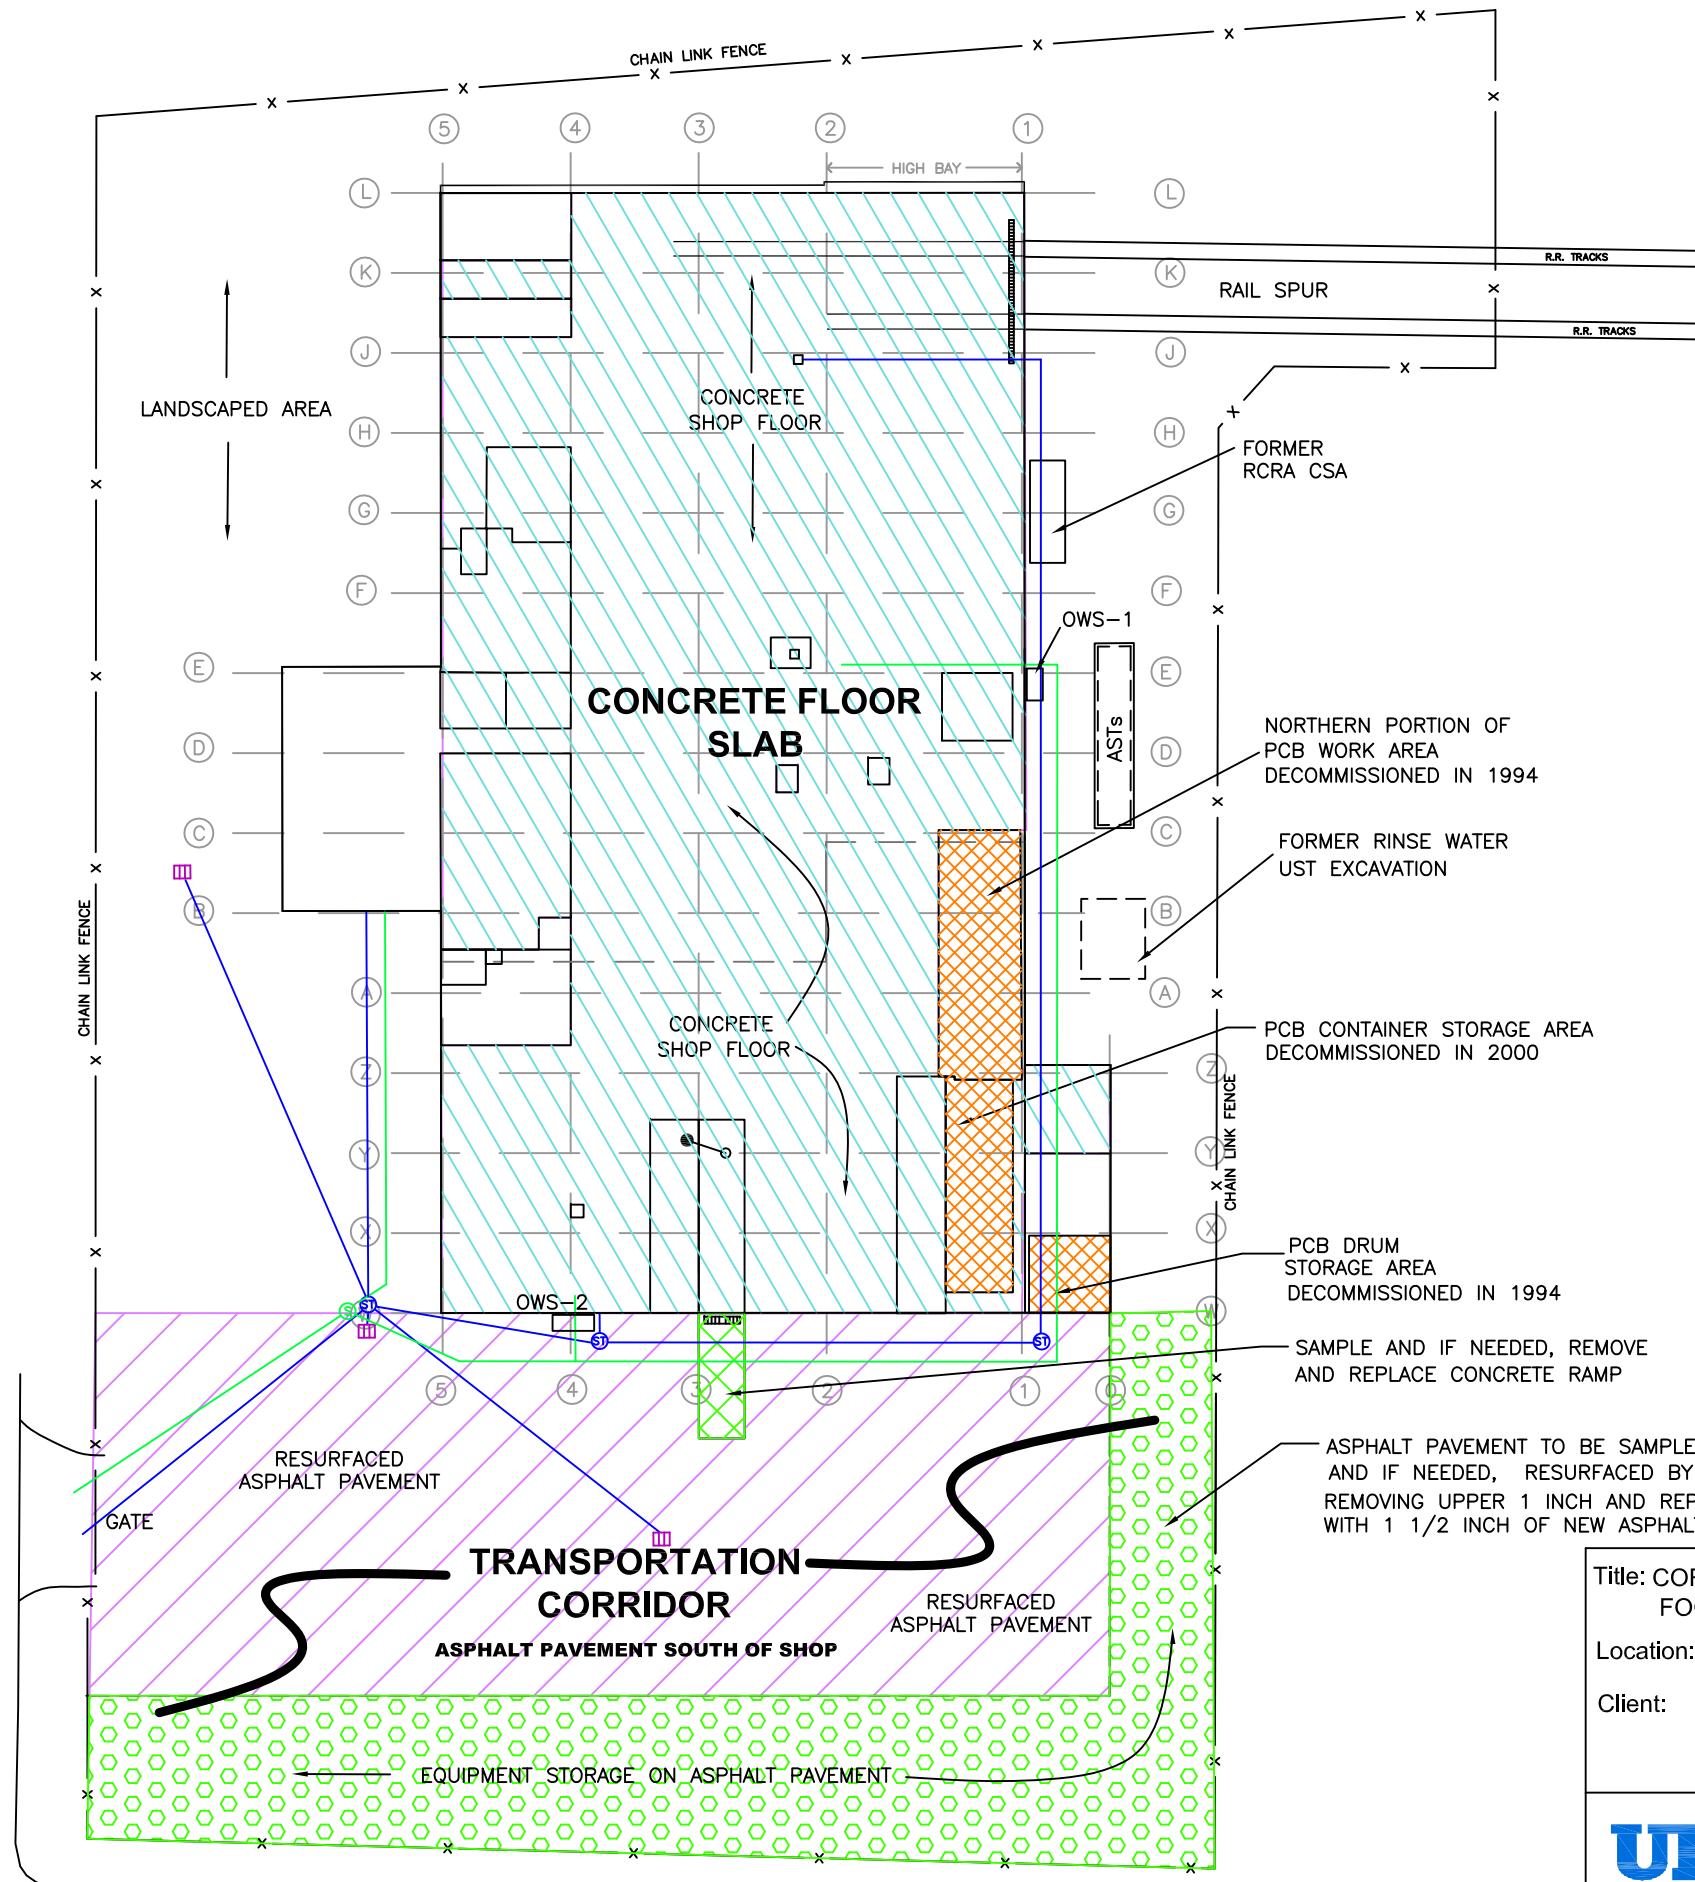 CHAIN LINK FENCE
5
4
3
2
1
HIGH BAY
L
L
K
K
R.R. TRACKS
RAIL SPUR
R.R. TRACKS
J
J
LANDSCAPED AREA
CONCRETE
SHOP FLOOR
H
H
FORMER
RCRA CSA
G
G
F
F
OWS-1
E
E
CONCRETE FLOOR
SLAB
ASTs
D
D
NORTHERN PORTION OF
PCB WORK AREA
DECOMMISSIONED IN 1994
C
C
FORMER RINSE WATER
UST EXCAVATION
B
B
CHAIN LINK FENCE
A
A
CONCRETE
SHOP FLOOR
PCB CONTAINER STORAGE AREA
DECOMMISSIONED IN 2000
Z
Z
CHAIN LINK FENCE
Y
Y
X
X
PCB DRUM
STORAGE AREA
DECOMMISSIONED IN 1994
OWS-2
S
ST
W
ST
ST
SAMPLE AND IF NEEDED, REMOVE
AND REPLACE CONCRETE RAMP
5
4
3
2
1
0
RESURFACED
ASPHALT PAVEMENT
ASPHALT PAVEMENT TO BE SAMPLE
AND IF NEEDED, RESURFACED BY
REMOVING UPPER 1 INCH AND REP
WITH 1 1/2 INCH OF NEW ASPHAL
GATE
TRANSPORTATION
CORRIDOR
ASPHALT PAVEMENT SOUTH OF SHOP
RESURFACED
ASPHALT PAVEMENT
Title: COR
FO
Location:
Client:
EQUIPMENT STORAGE ON ASPHALT PAVEMENT